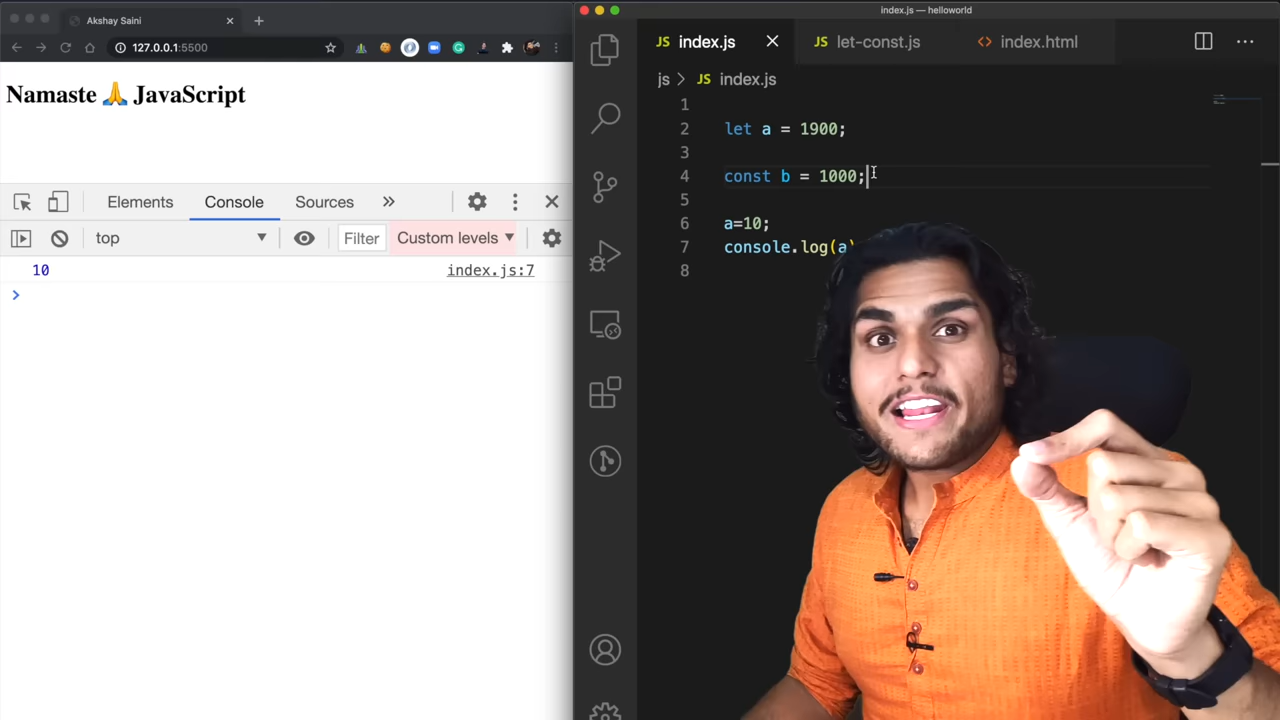 Akshay Saini
127.0.0.1:5500
Namaste 🙏 JavaScript
Elements Console Sources »
top Filter Custom levels
10 index.js:7
>
index.js — helloworld
JS index.js JS let-const.js <> index.html
js > JS index.js
1
2 let a = 1900;
3
4 const b = 1000;
5
6 a=10;
7 console.log(a)
8